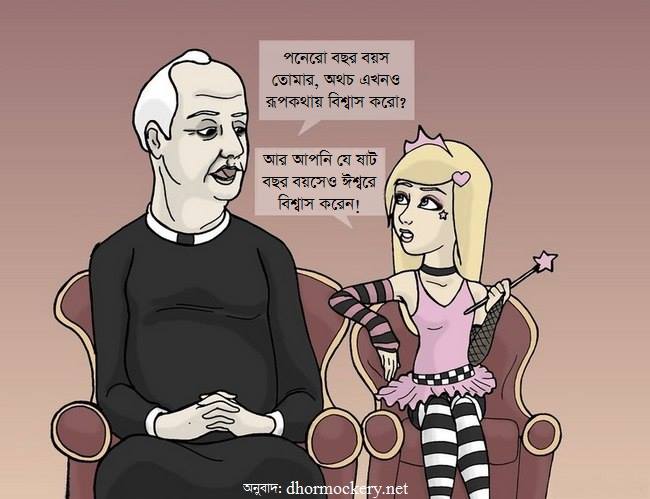 পনেরো বছর বয়স
তোমার, অথচ এখনও
রূপকথায় বিশ্বাস করো?
আর আপনি যে ষাট
বছর বয়সেও ঈশ্বরে
বিশ্বাস করেন!
অনুবাদ: dhormockery.net